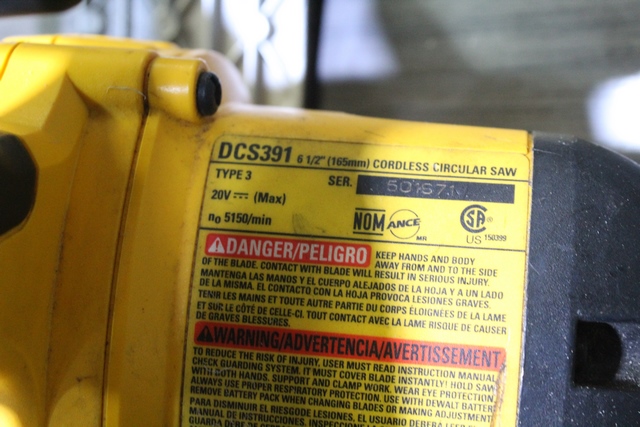 DCS391 6 1/2" (165mm) CORDLESS CIRCULAR SAW
TYPE 3 SER. 501671
20V (Max)
n0 5150/min NOM ANCE MR SA ® US 150399
DANGER/PELIGRO KEEP HANDS AND BODY
AWAY FROM AND TO THE SIDE
OF THE BLADE. CONTACT WITH BLADE WILL RESULT IN SERIOUS INJURY.
MANTENGA LAS MANOS Y EL CUERPO ALEJADOS DE LA HOJA Y A UN LADO
DE LA MISMA. EL CONTACTO CON LA HOJA PROVOCA LESIONES GRAVES.
TENIR LES MAINS ET TOUTE AUTRE PARTIE DU CORPS ÉLOIGNÉS DE LA LAME
ET SUR LE CÔTÉ DE CELLE-CI. TOUT CONTACT AVEC LA LAME RISQUE DE CAUSER
DE GRAVES BLESSURES.
WARNING/ADVERTENCIA/AVERTISSEMENT
TO REDUCE THE RISK OF INJURY, USER MUST READ INSTRUCTION MANUAL.
CHECK GUARDING SYSTEM. IT MUST COVER BLADE INSTANTLY! HOLD SAW
WITH BOTH HANDS. SUPPORT AND CLAMP WORK. WEAR EYE PROTECTION.
ALWAYS USE PROPER RESPIRATORY PROTECTION. USE WITH DEWALT
REMOVE BATTERY PACK WHEN CHANGING BLADES OR MAKING
PARA DISMINUIR EL RIESGO DE LESIONES, EL USUARIO DEBERA LEER
MANUAL DE INSTRUCCIONES.